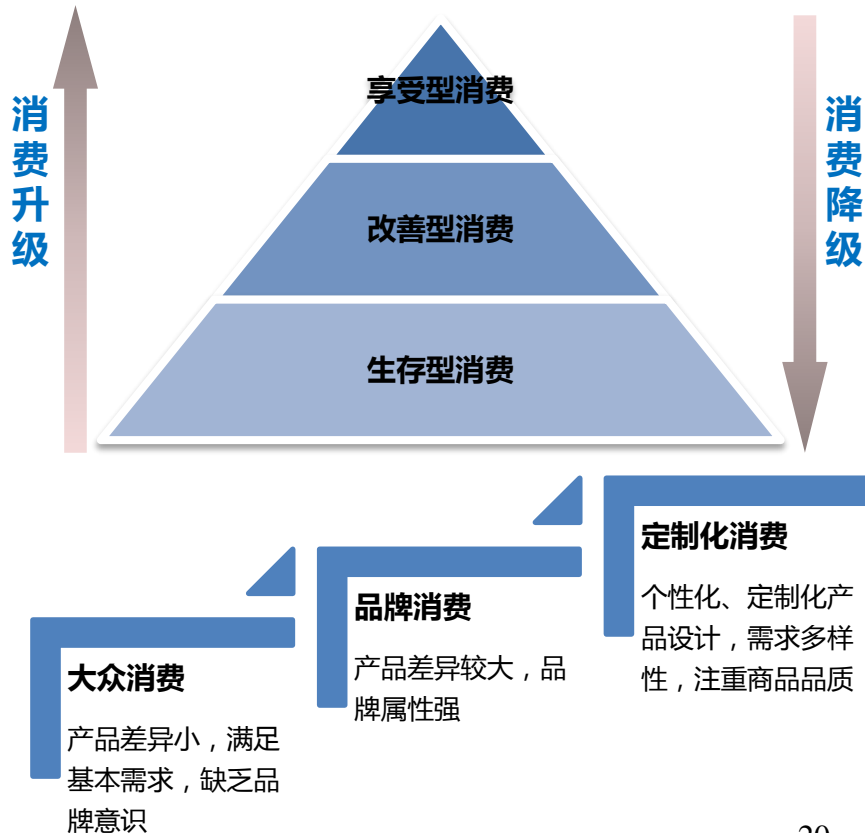 享受型消费
消费升级
消费降级
改善型消费
生存型消费
定制化消费
个性化、定制化产
品设计，需求多样
性，注重商品品质
品牌消费
产品差异较大，品
牌属性强
大众消费
产品差异小，满足
基本需求，缺乏品
牌意识